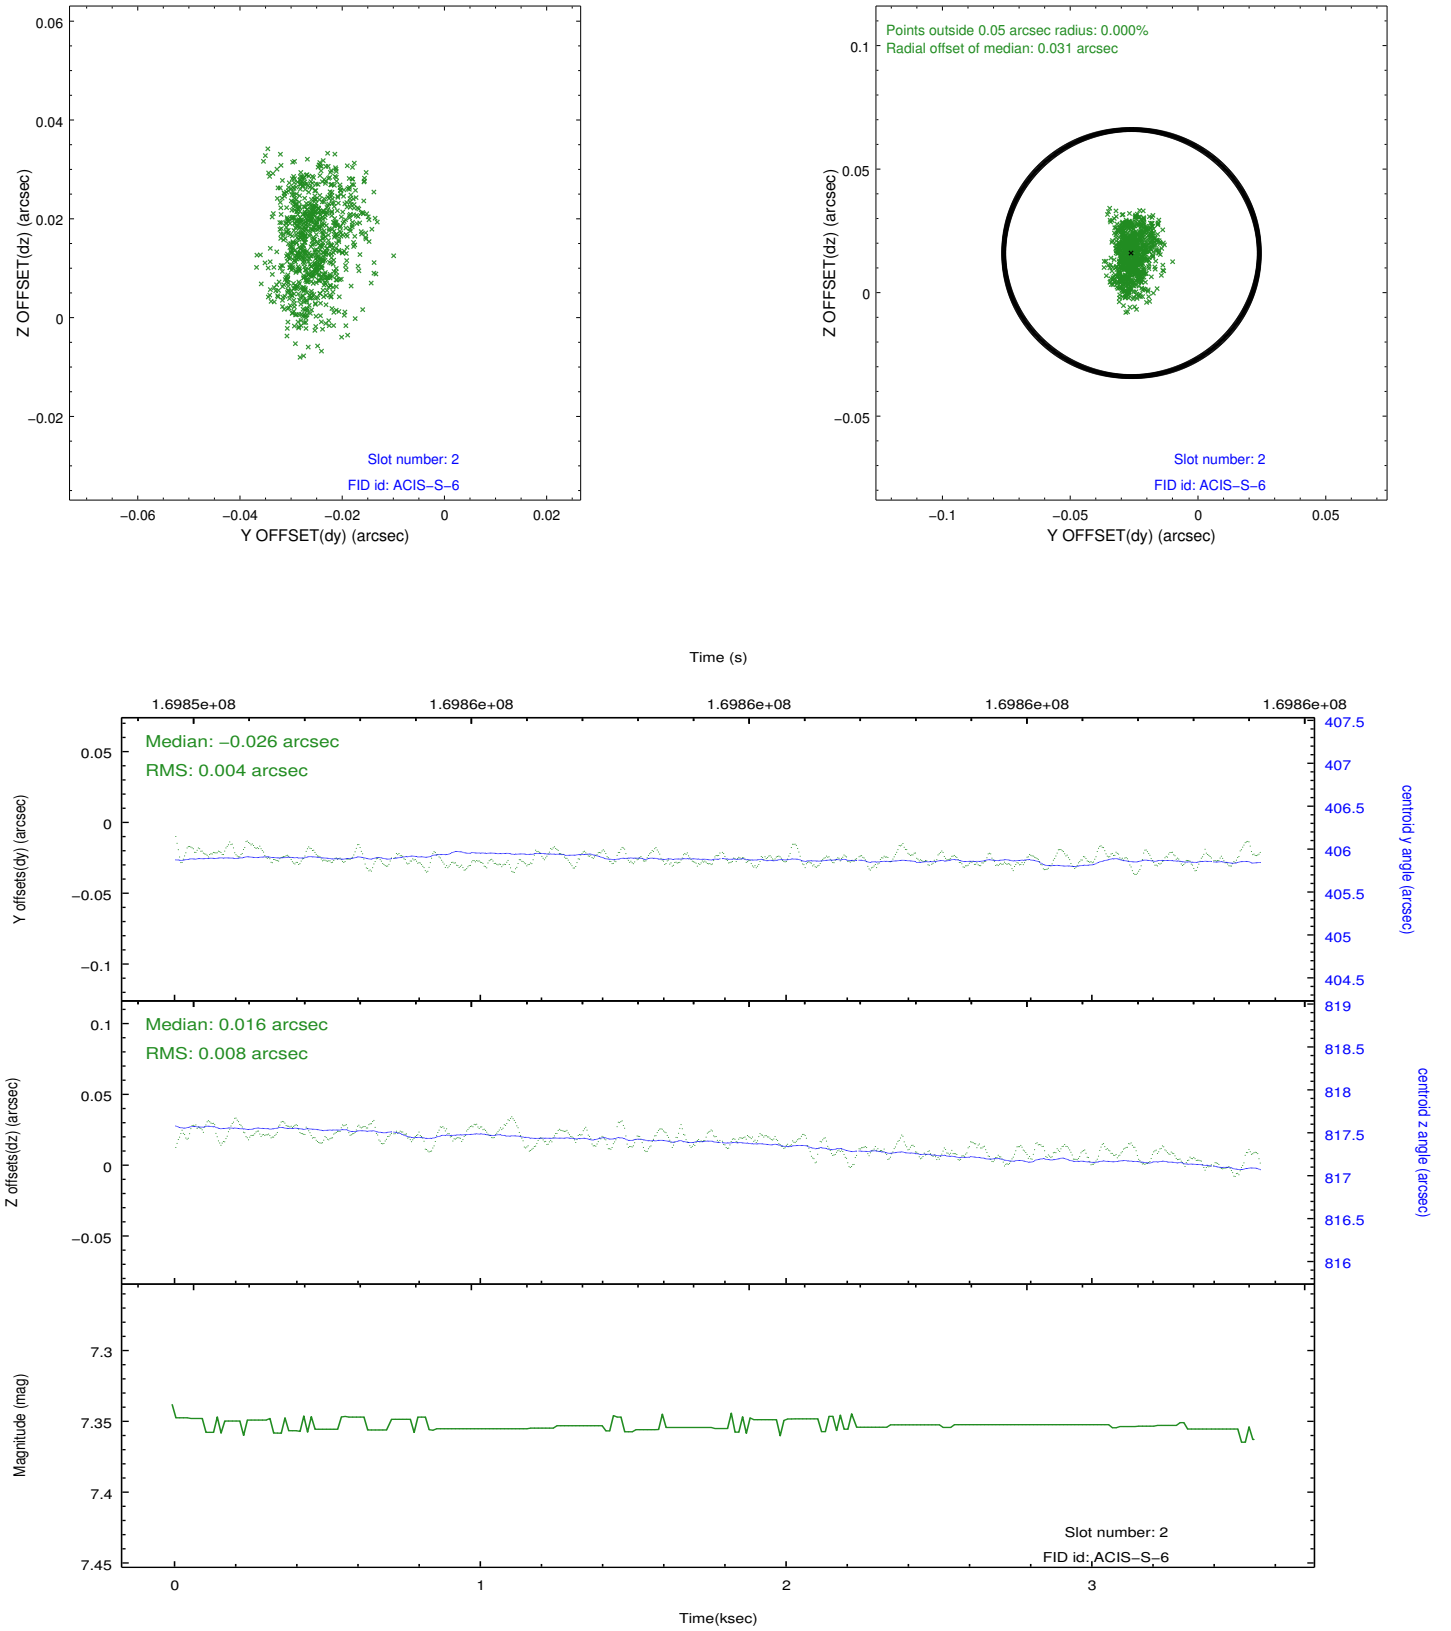 0.06
0.04
0.02
0
−0.02
Z OFFSET(dz) (arcsec)
Slot number: 2
FID id: ACIS−S−6
−0.06
−0.04
−0.02
0
0.02
Y OFFSET(dy) (arcsec)
Points outside 0.05 arcsec radius: 0.000%
Radial offset of median: 0.031 arcsec
0.1
0.05
0
−0.05
Z OFFSET(dz) (arcsec)
Slot number: 2
FID id: ACIS−S−6
−0.1
−0.05
0
0.05
Y OFFSET(dy) (arcsec)
Time (s)
1.6985e+08
1.6986e+08
1.6986e+08
1.6986e+08
1.6986e+08
Median: −0.026 arcsec
RMS: 0.004 arcsec
0.05
0
−0.05
−0.1
Y offsets(dy) (arcsec)
407.5
407
406.5
406
405.5
405
404.5
centroid y angle (arcsec)
Median: 0.016 arcsec
RMS: 0.008 arcsec
0.1
0.05
0
−0.05
Z offsets(dz) (arcsec)
819
818.5
818
817.5
817
816.5
816
centroid z angle (arcsec)
7.3
7.35
7.4
7.45
Magnitude (mag)
Slot number: 2
FID id: ACIS−S−6
0
1
2
3
Time(ksec)